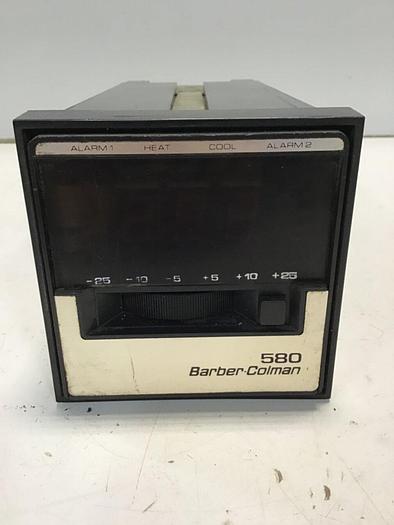 ALARM 1 HEAT COOL ALARM 2
-25 -10 -5 +5 +10 +25
580
Barber-Colman